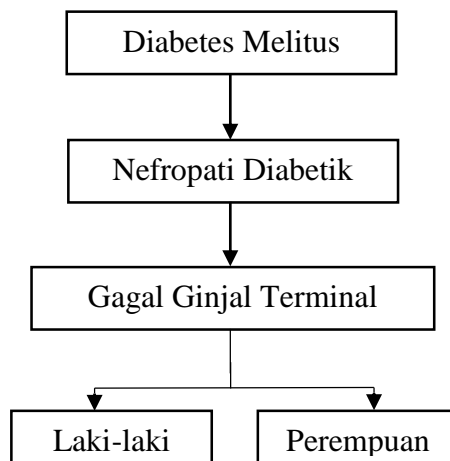 Diabetes Melitus
Nefropati Diabetik
Gagal Ginjal Terminal
Laki-laki
Perempuan